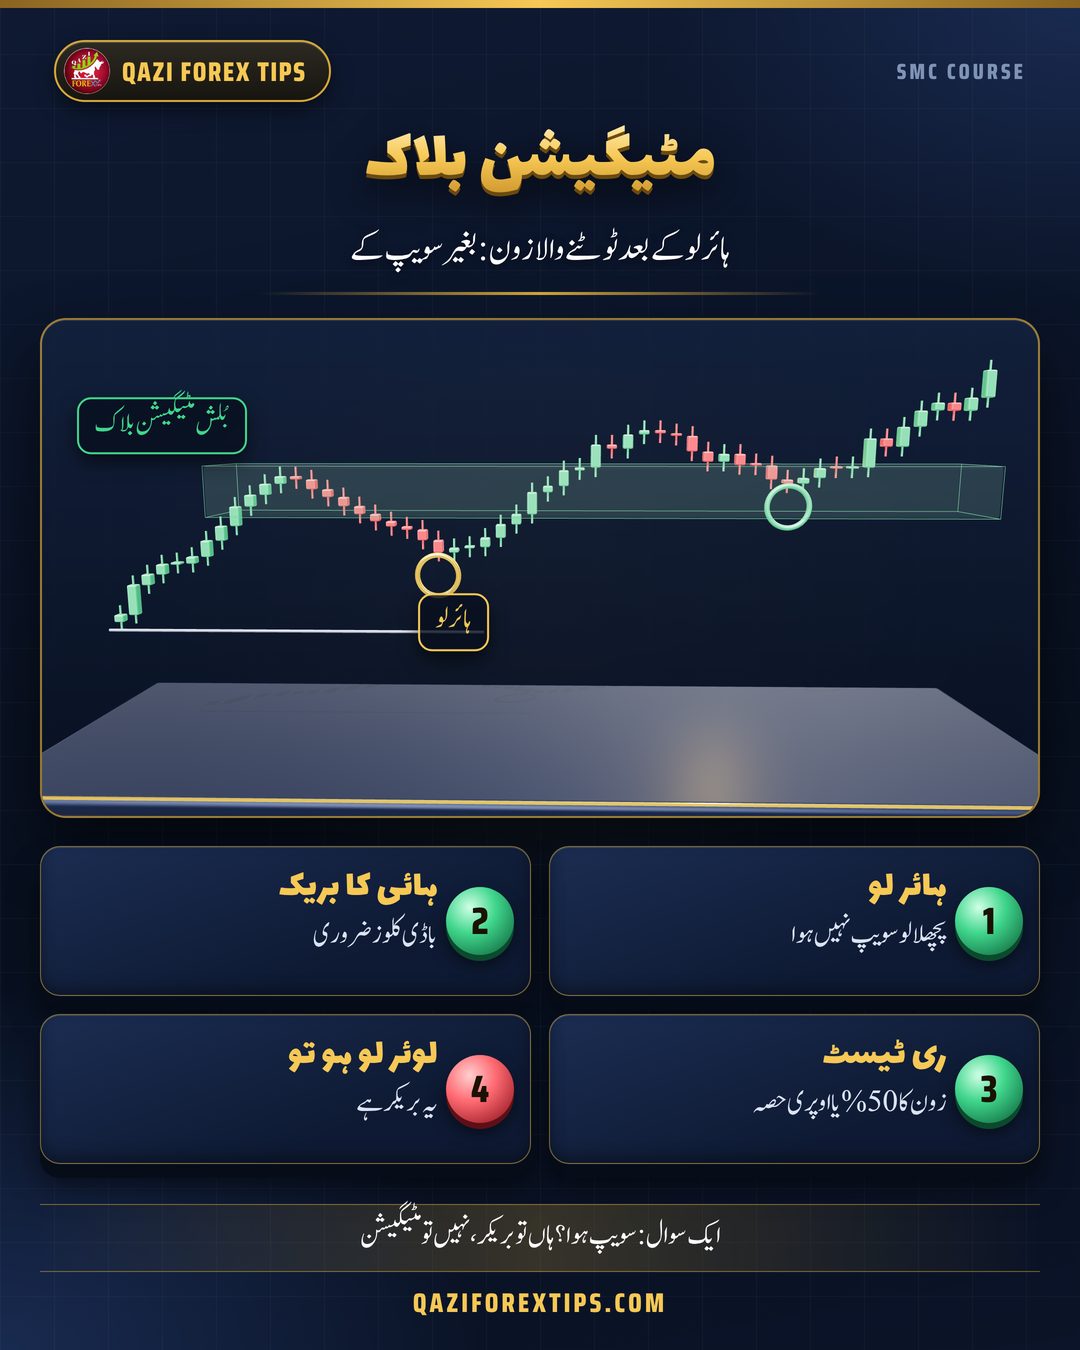 QAZI FOREX TIPS
SMC COURSE
مٹیگیشن بلاک
ہائر لو کے بعد ٹوٹنے والا زون: بغیر سویپ کے
بُلش مٹیگیشن بلاک
ہائر لو
1
ہائر لو
پچھلا لو سویپ نہیں ہوا
2
ہائی کا بریک
باڈی کلوز ضروری
3
ری ٹیسٹ
زون کا 50% یا اوپری حصہ
4
لوئر لو ہو تو
یہ بریکر ہے
ایک سوال: سویپ ہوا؟ ہاں تو بریکر، نہیں تو مٹیگیشن
QAZIFOREXTIPS.COM